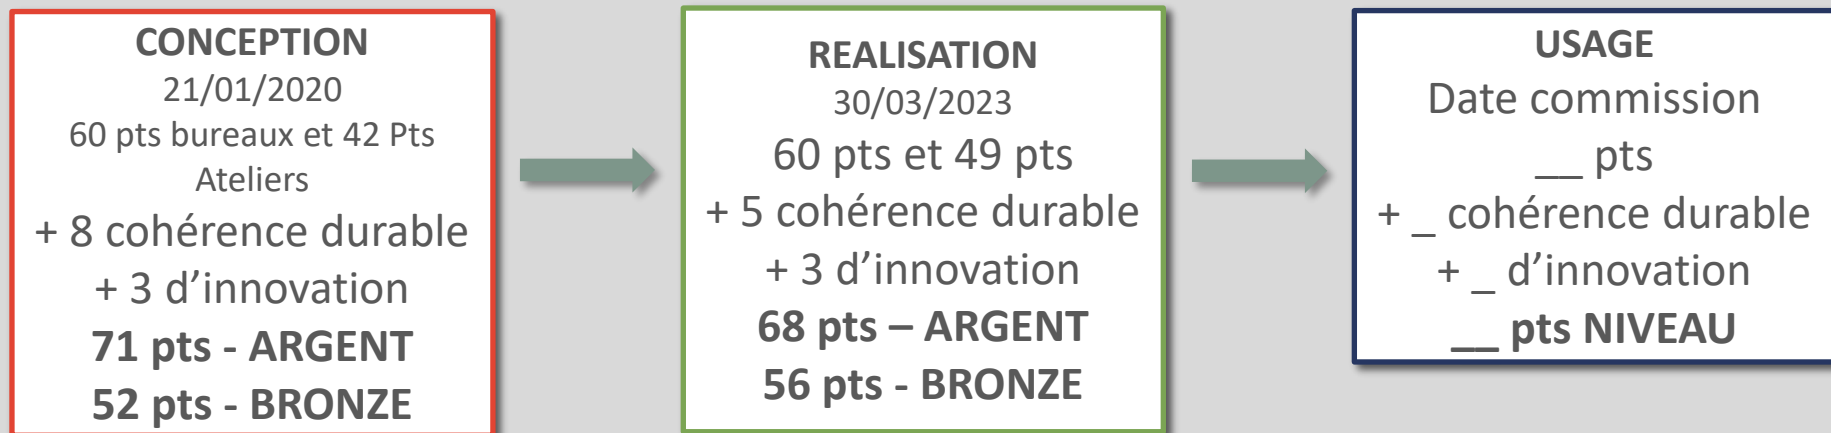 CONCEPTION
21/01/2020
60 pts bureaux et 42 Pts
Ateliers
+ 8 cohérence durable
+ 3 d’innovation
71 pts - ARGENT
52 pts - BRONZE
REALISATION
30/03/2023
60 pts et 49 pts
+ 5 cohérence durable
+ 3 d’innovation
68 pts – ARGENT
56 pts - BRONZE
USAGE
Date commission
__ pts
+ _ cohérence durable
+ _ d’innovation
__ pts NIVEAU